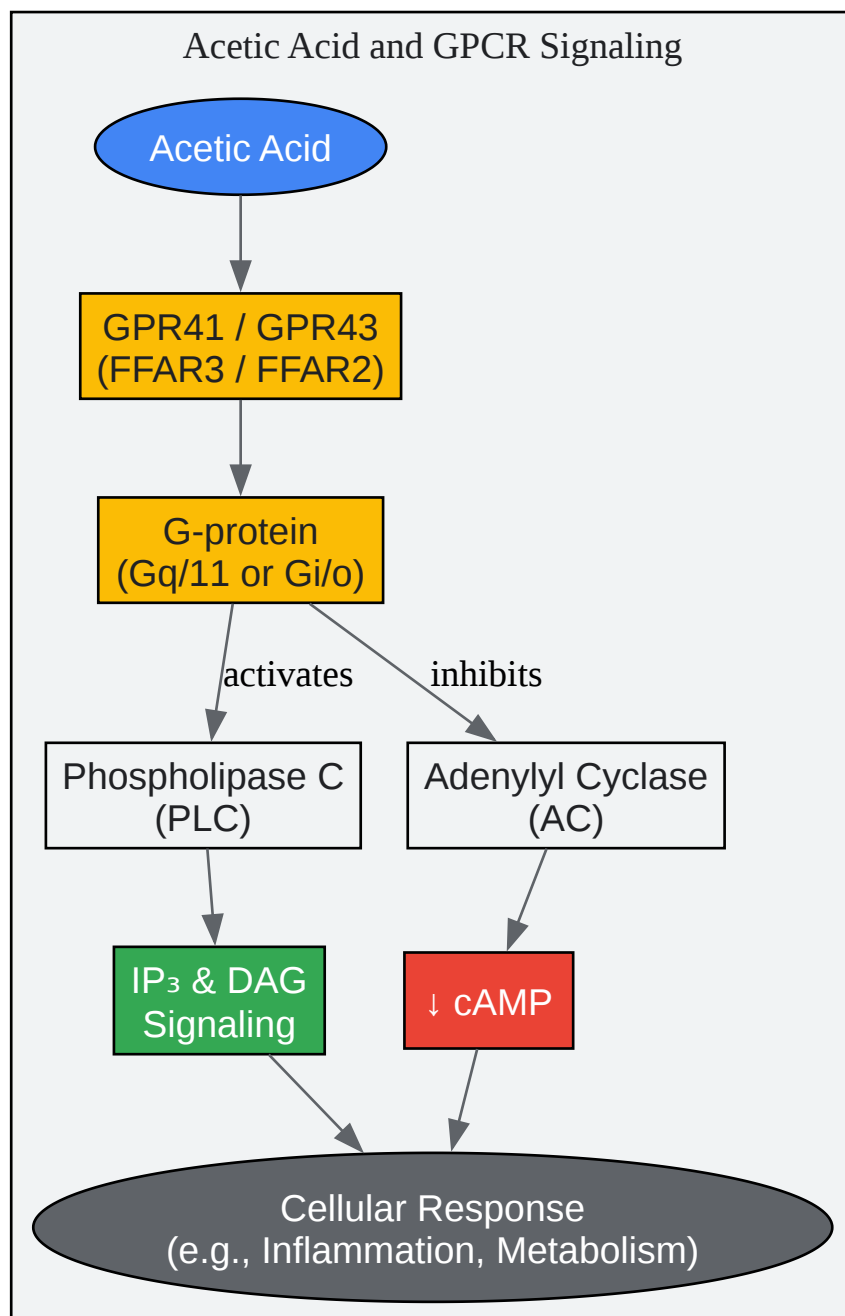 Acetic Acid and GPCR Signaling
Acetic Acid
GPR41 / GPR43
(FFAR3 / FFAR2)
G-protein
(Gq/11 or Gi/o)
activates
inhibits
Phospholipase C
(PLC)
Adenylyl Cyclase
(AC)
IP₃ & DAG
Signaling
↓ cAMP
Cellular Response
(e.g., Inflammation, Metabolism)